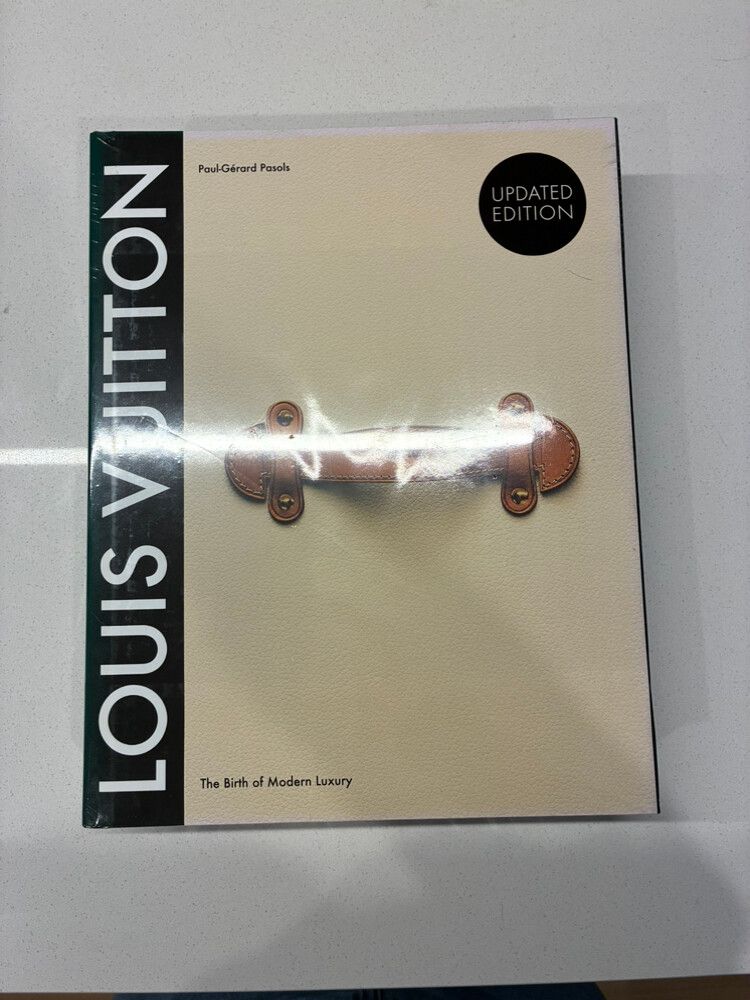 LOUIS VUITTON
Paul-Gérard Pasols
UPDATED
EDITION
The Birth of Modern Luxury